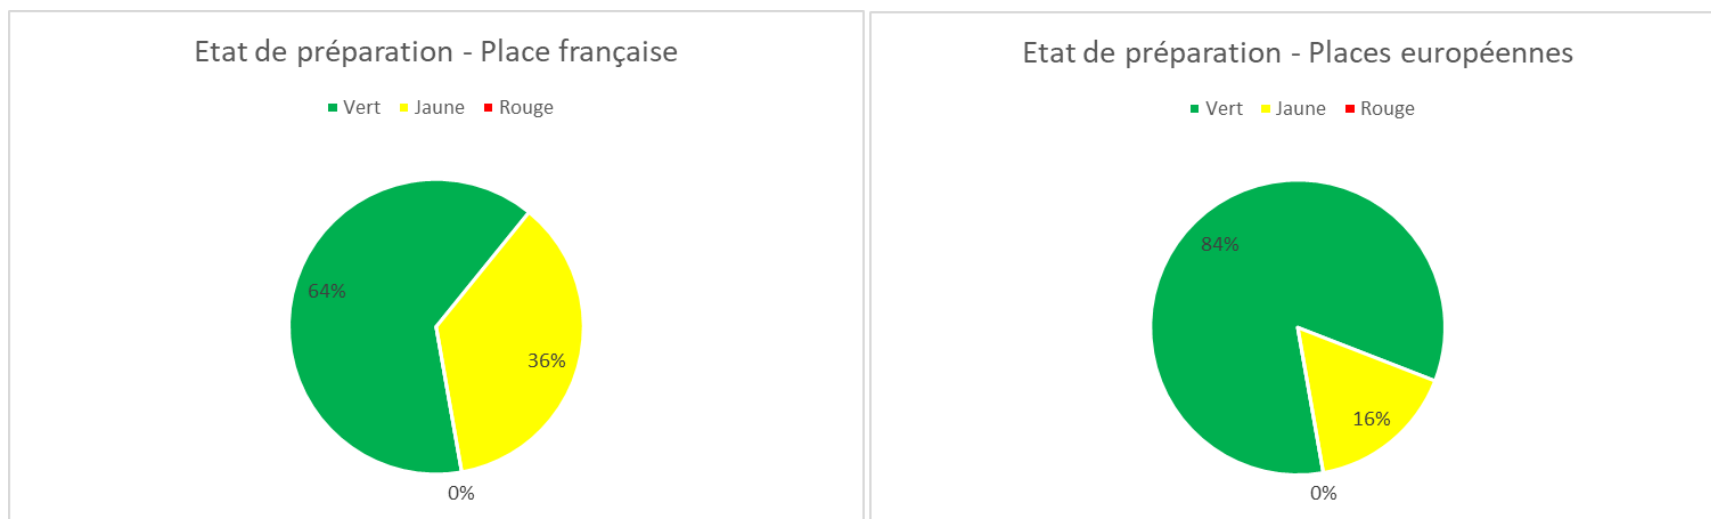 Etat de préparation - Place française
Vert Jaune Rouge
64%
36%
0%
Etat de préparation - Places européennes
Vert Jaune Rouge
84%
16%
0%